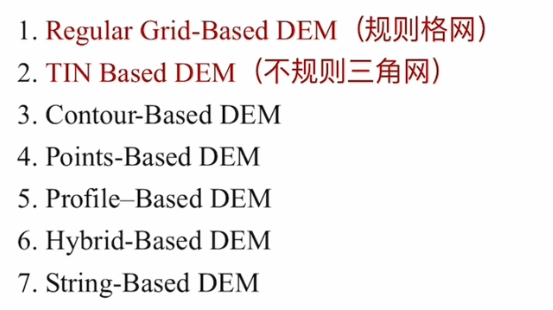 1. Regular Grid-Based DEM（规则格网）
2. TIN Based DEM（不规则三角网）
3. Contour-Based DEM
4. Points-Based DEM
5. Profile–Based DEM
6. Hybrid-Based DEM
7. String-Based DEM